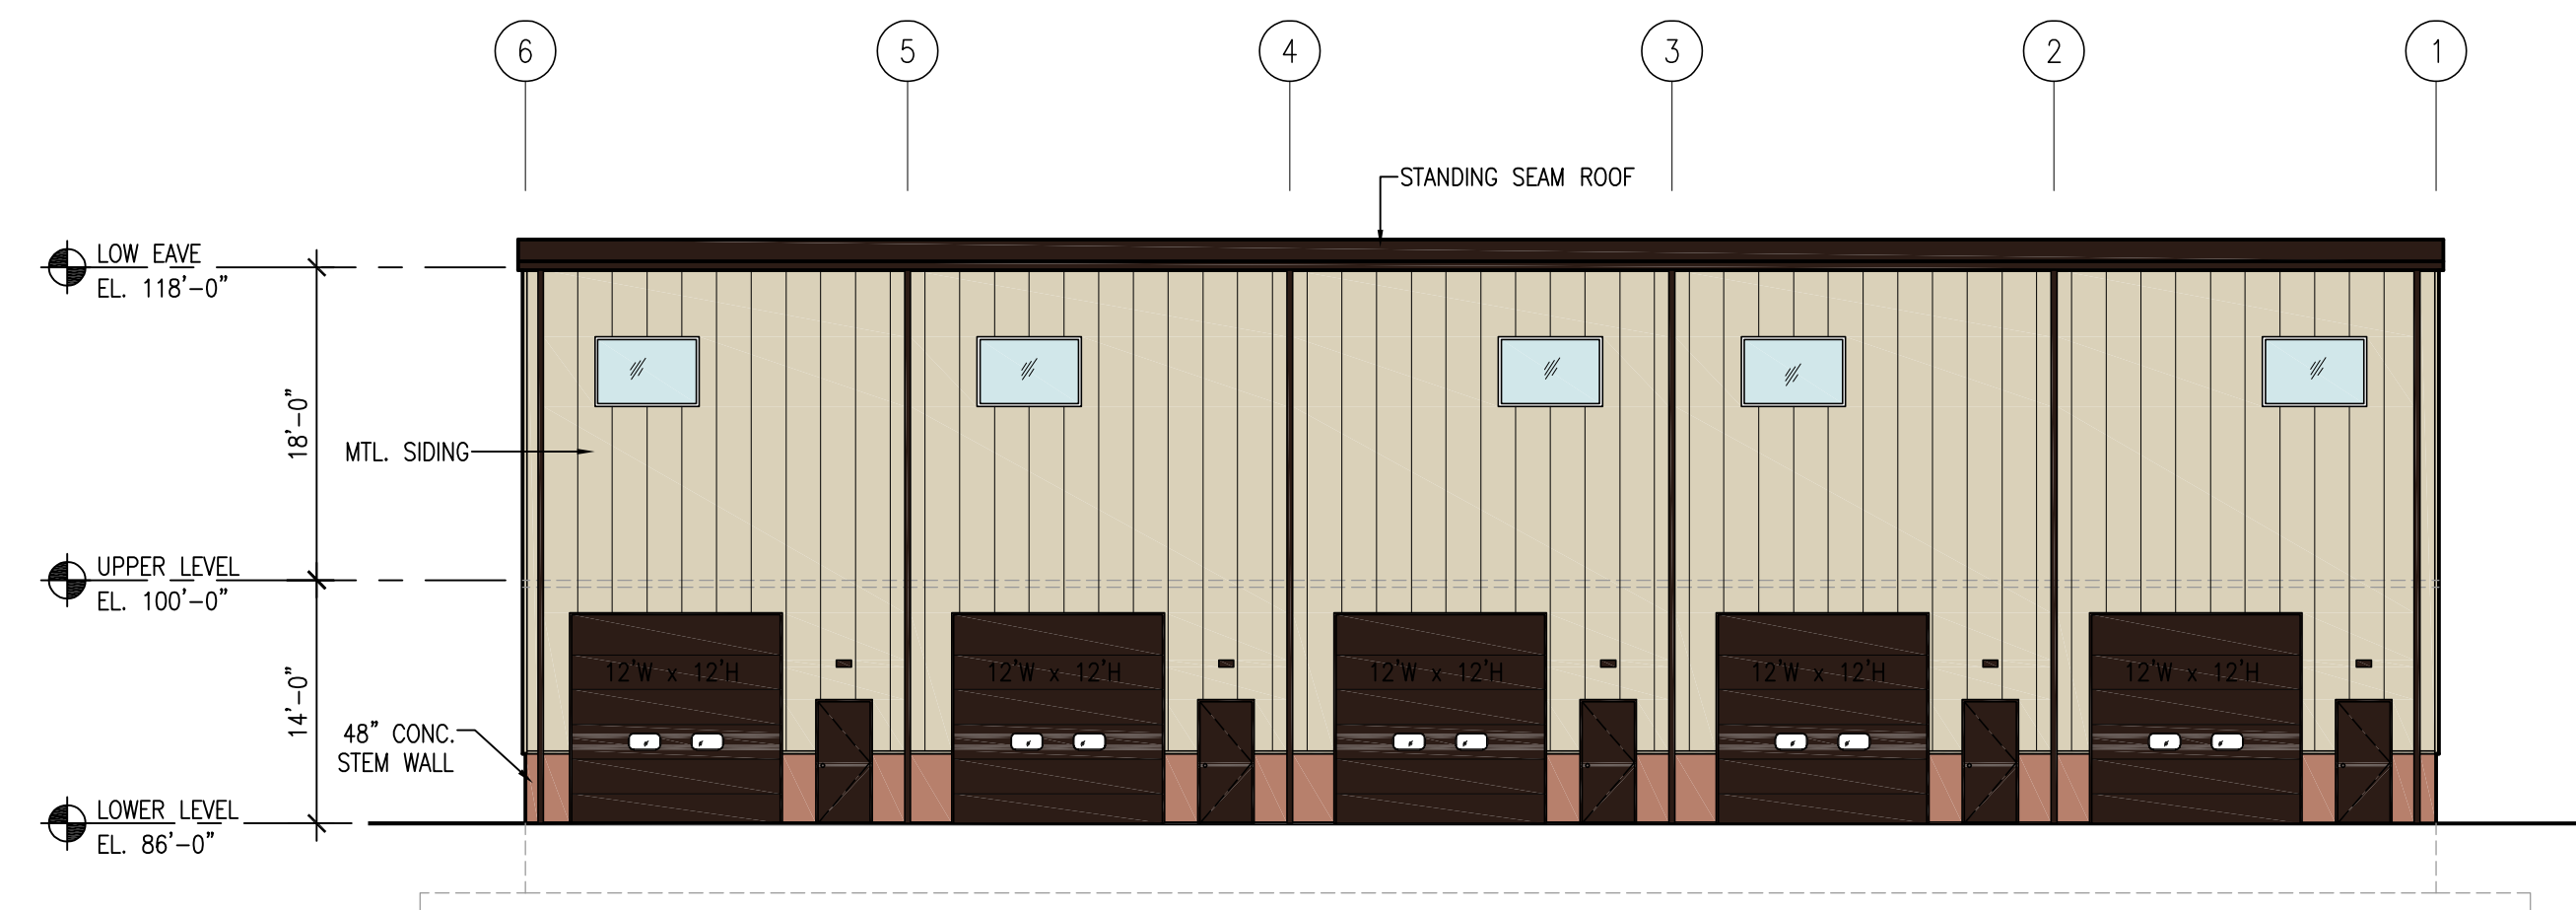 6 5 4 3 2 1
STANDING SEAM ROOF
LOW EAVE
EL. 118'-0"
18'-0"
MTL. SIDING
UPPER LEVEL
EL. 100'-0"
12'W x 12'H 12'W x 12'H 12'W x 12'H 12'W x 12'H 12'W x 12'H
14'-0"
48" CONC.
STEM WALL
LOWER LEVEL
EL. 86'-0"